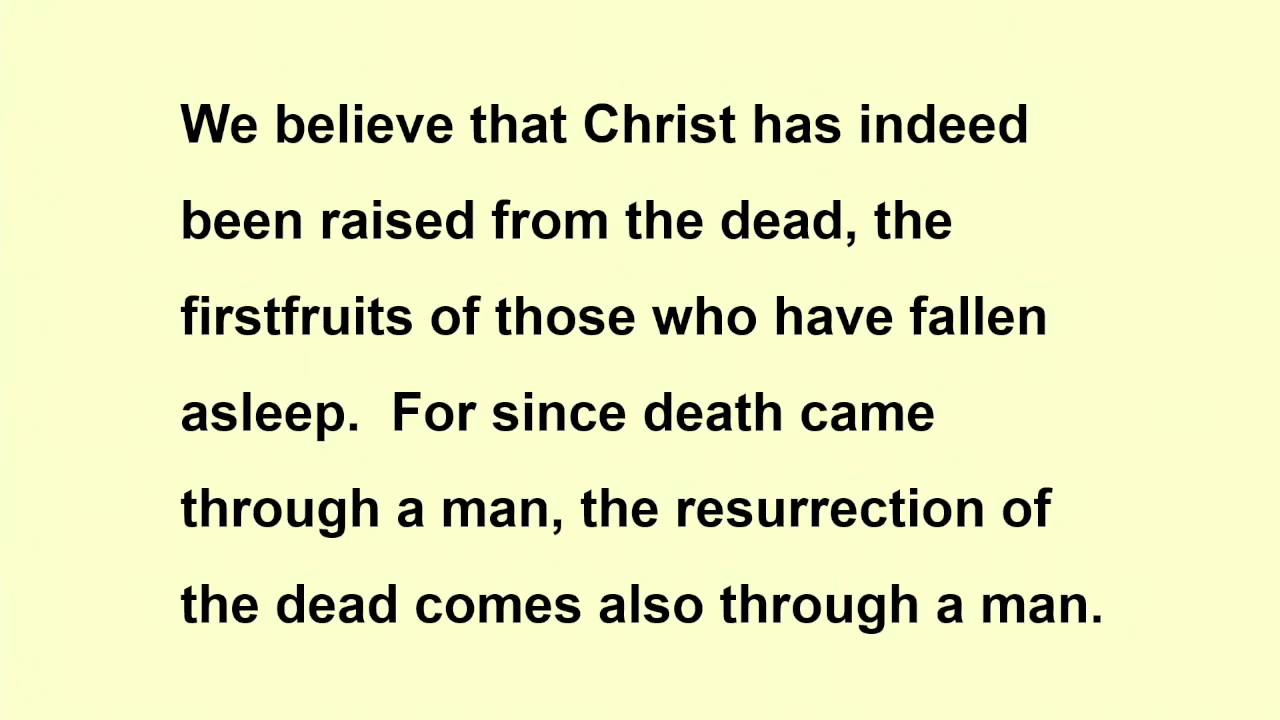 We believe that Christ has indeed
been raised from the dead, the
firstfruits of those who have fallen
asleep.  For since death came
through a man, the resurrection of
the dead comes also through a man.